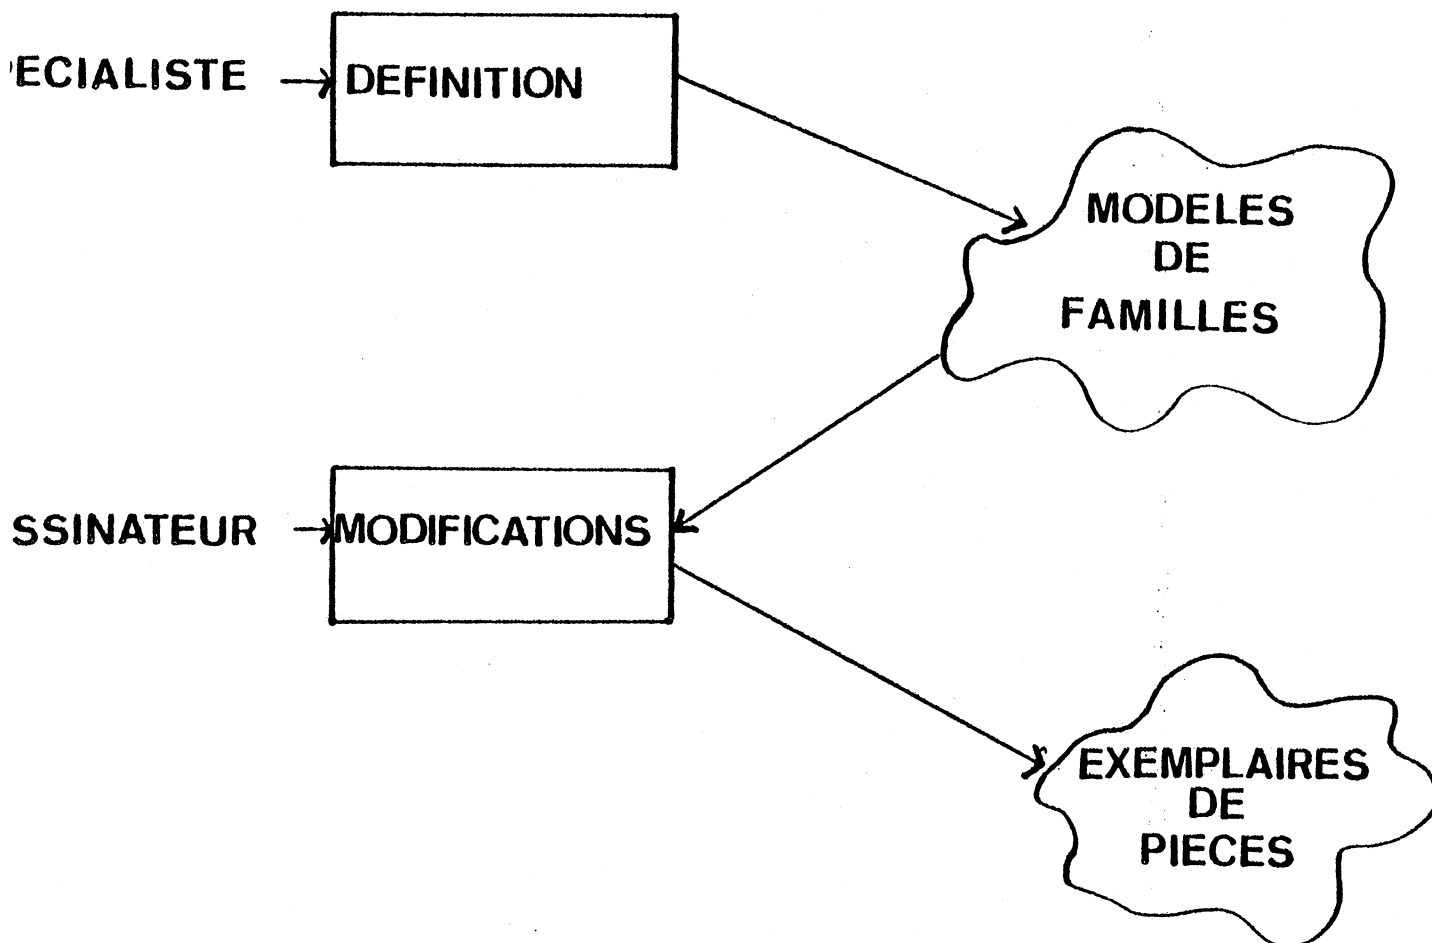 ECIALISTE DEFINITION
MODELES
DE
FAMILLES
SSINATEUR MODIFICATIONS
EXEMPLAIRES
DE
PIECES